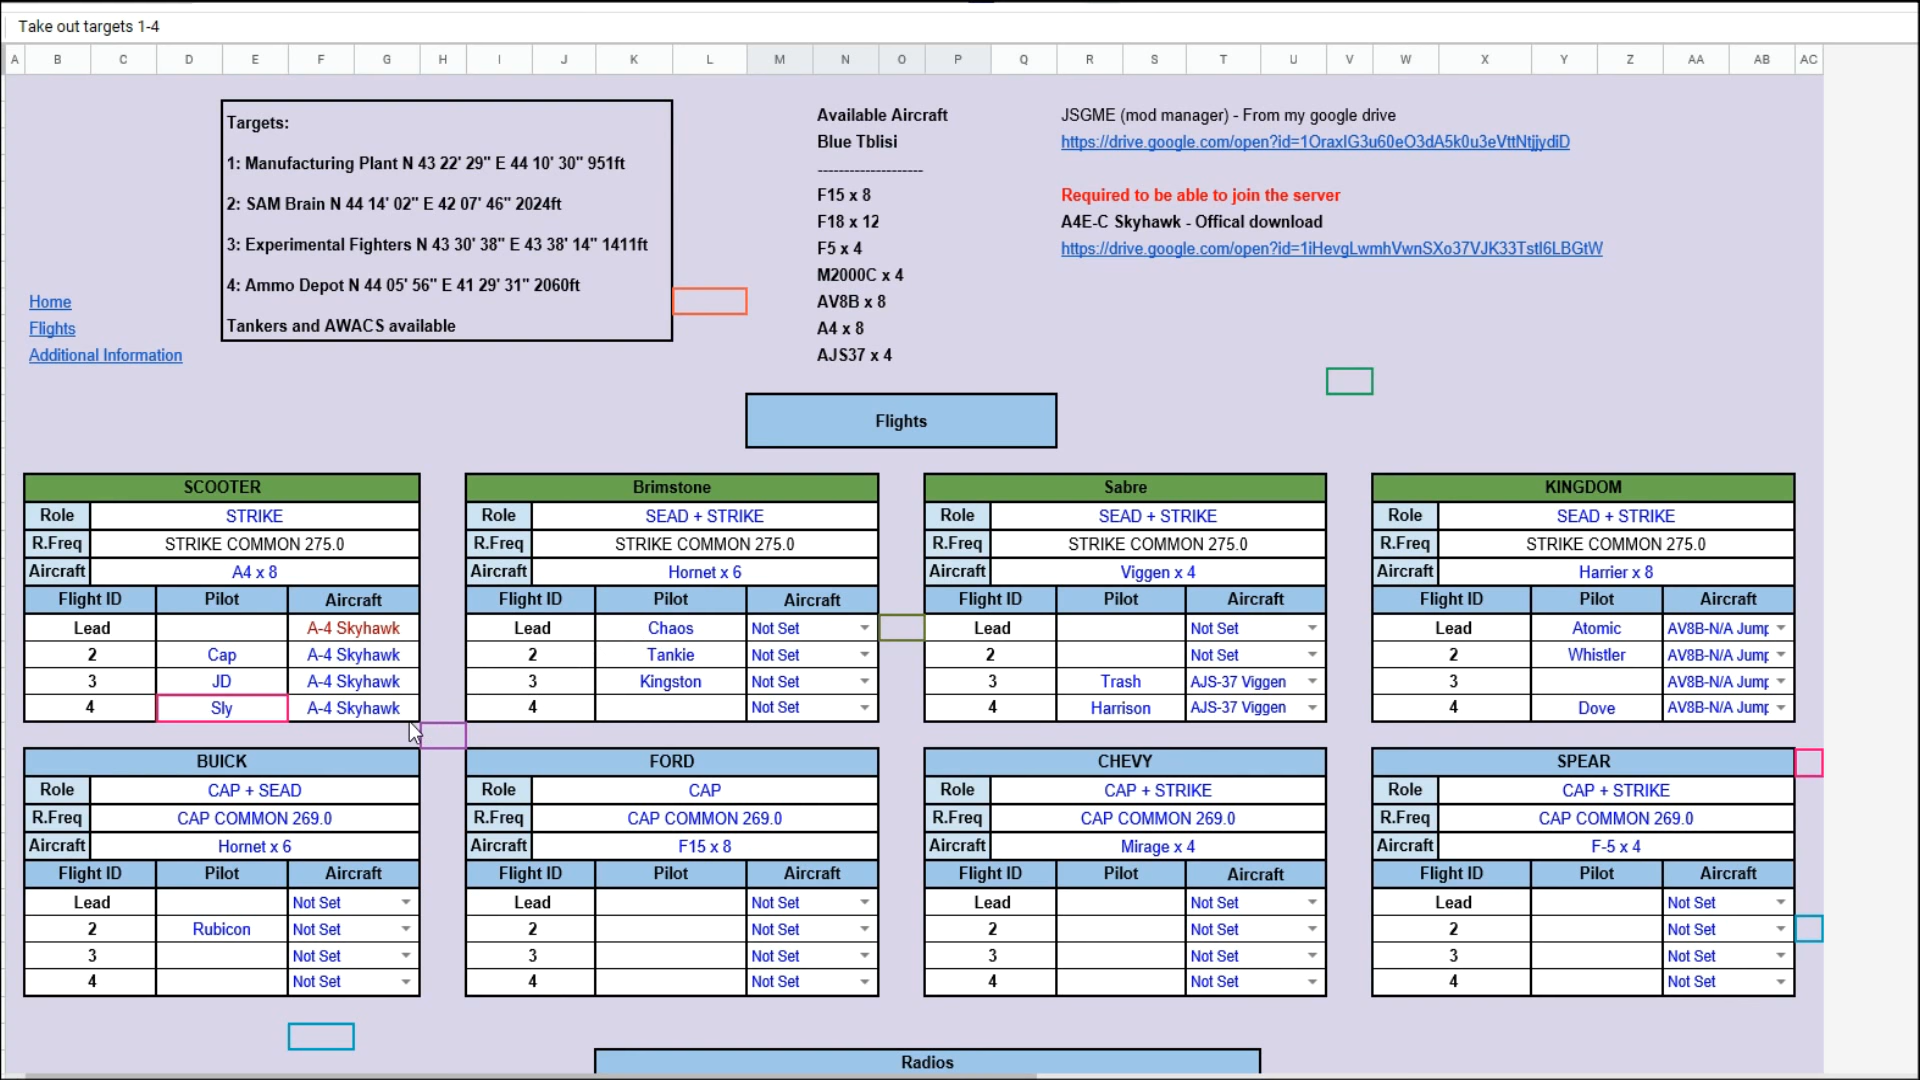 Take out targets 1-4
A B C D E F G H I J K L M N O P Q R S T U V W X Y Z AA AB AC
Targets:
1: Manufacturing Plant N 43 22' 29" E 44 10' 30" 951ft
2: SAM Brain N 44 14' 02" E 42 07' 46" 2024ft
3: Experimental Fighters N 43 30' 38" E 43 38' 14" 1411ft
4: Ammo Depot N 44 05' 56" E 41 29' 31" 2060ft
Tankers and AWACS available
Home
Flights
Additional Information
Available Aircraft
Blue Tblisi
--------------------
F15 x 8
F18 x 12
F5 x 4
M2000C x 4
AV8B x 8
A4 x 8
AJS37 x 4
JSGME (mod manager) - From my google drive
https://drive.google.com/open?id=1OraxIG3u60eO3dA5k0u3eVttNtjjydiD
Required to be able to join the server
A4E-C Skyhawk - Offical download
https://drive.google.com/open?id=1iHevgLwmhVwnSXo37VJK33TstI6LBGtW
Flights
SCOOTER
Role STRIKE
R.Freq STRIKE COMMON 275.0
Aircraft A4 x 8
Flight ID Pilot Aircraft
Lead A-4 Skyhawk
2 Cap A-4 Skyhawk
3 JD A-4 Skyhawk
4 Sly A-4 Skyhawk
Brimstone
Role SEAD + STRIKE
R.Freq STRIKE COMMON 275.0
Aircraft Hornet x 6
Flight ID Pilot Aircraft
Lead Chaos Not Set
2 Tankie Not Set
3 Kingston Not Set
4 Not Set
Sabre
Role SEAD + STRIKE
R.Freq STRIKE COMMON 275.0
Aircraft Viggen x 4
Flight ID Pilot Aircraft
Lead Not Set
2 Not Set
3 Trash AJS-37 Viggen
4 Harrison AJS-37 Viggen
KINGDOM
Role SEAD + STRIKE
R.Freq STRIKE COMMON 275.0
Aircraft Harrier x 8
Flight ID Pilot Aircraft
Lead Atomic AV8B-N/A Jump
2 Whistler AV8B-N/A Jump
3 AV8B-N/A Jump
4 Dove AV8B-N/A Jump
BUICK
Role CAP + SEAD
R.Freq CAP COMMON 269.0
Aircraft Hornet x 6
Flight ID Pilot Aircraft
Lead Not Set
2 Rubicon Not Set
3 Not Set
4 Not Set
FORD
Role CAP
R.Freq CAP COMMON 269.0
Aircraft F15 x 8
Flight ID Pilot Aircraft
Lead Not Set
2 Not Set
3 Not Set
4 Not Set
CHEVY
Role CAP + STRIKE
R.Freq CAP COMMON 269.0
Aircraft Mirage x 4
Flight ID Pilot Aircraft
Lead Not Set
2 Not Set
3 Not Set
4 Not Set
SPEAR
Role CAP + STRIKE
R.Freq CAP COMMON 269.0
Aircraft F-5 x 4
Flight ID Pilot Aircraft
Lead Not Set
2 Not Set
3 Not Set
4 Not Set
Radios